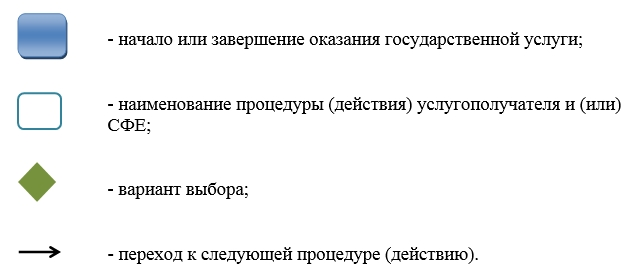 - начало или завершение оказания государственной услуги;
- наименование процедуры (действия) услугополучателя и (или)
СФЕ;
- вариант выбора;
- переход к следующей процедуре (действию).